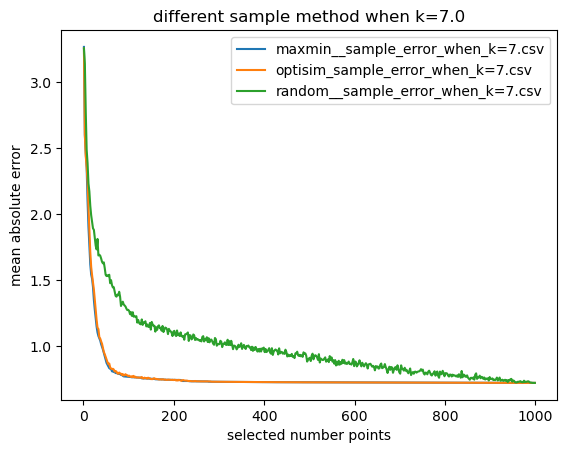 different sample method when k=7.0
maxmin__sample_error_when_k=7.csv
optisim_sample_error_when_k=7.csv
random__sample_error_when_k=7.csv
mean absolute error
3.0
2.5
2.0
1.5
1.0
0
200
400
600
800
1000
selected number points